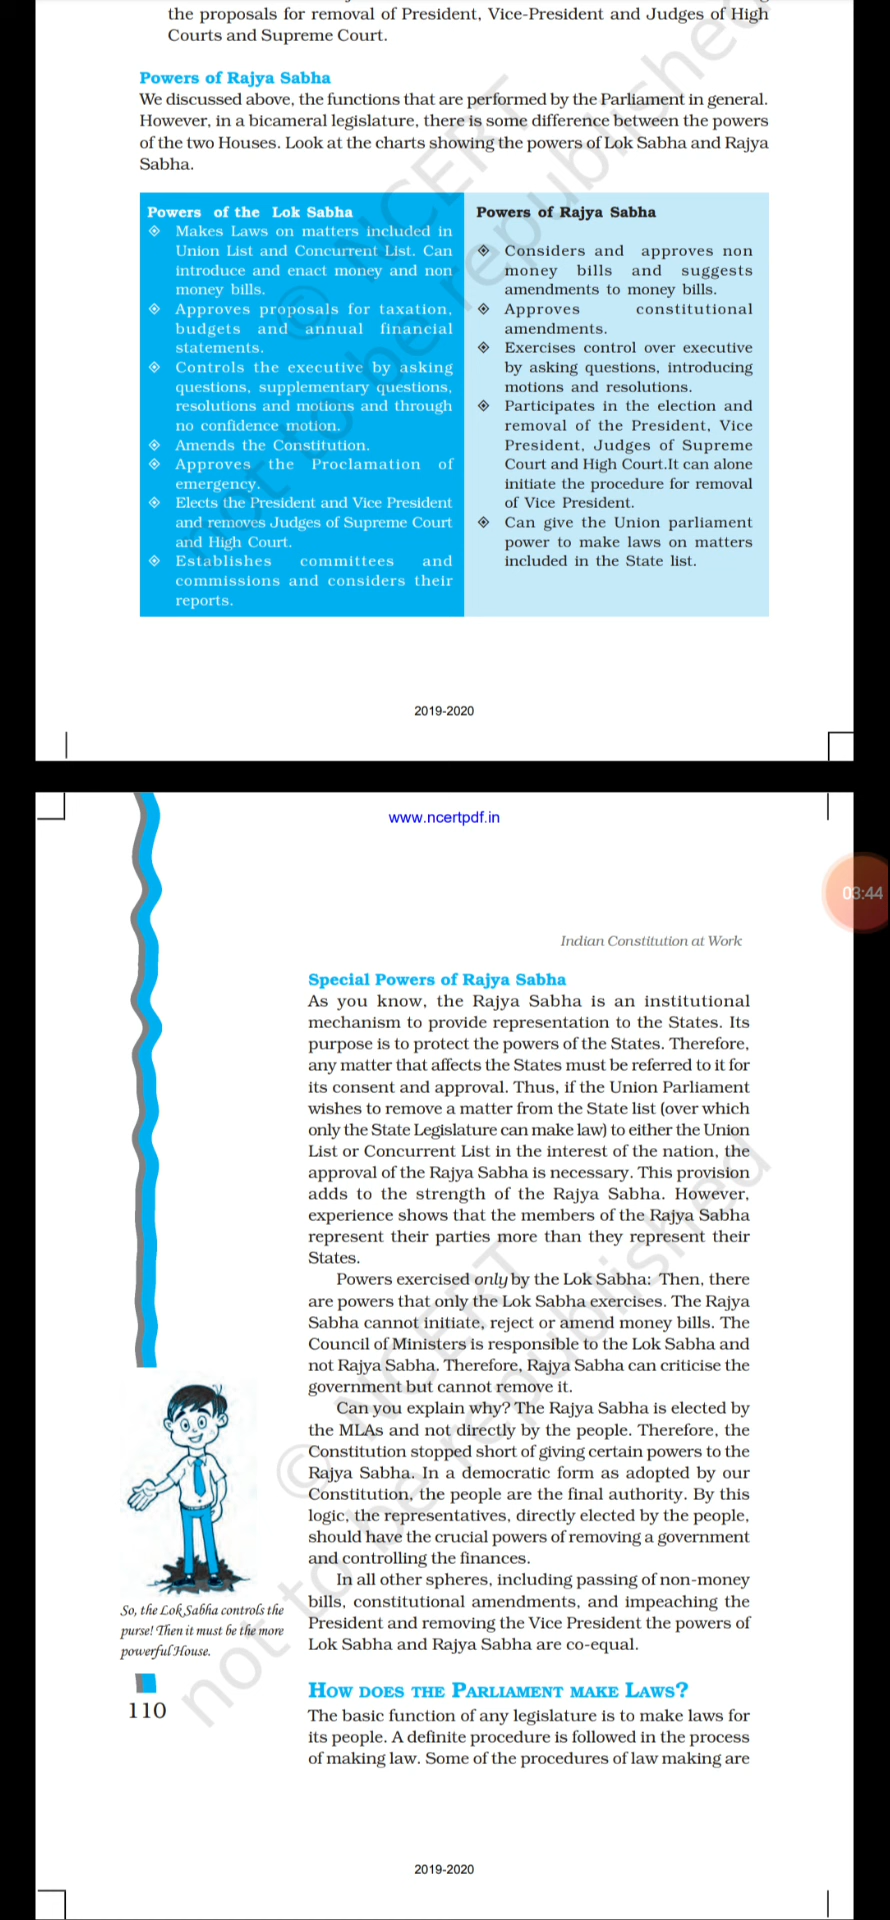 the proposals for removal of President, Vice-President and Judges of High
Courts and Supreme Court.
Powers of Rajya Sabha
We discussed above, the functions that are performed by the Parliament in general.
However, in a bicameral legislature, there is some difference between the powers
of the two Houses. Look at the charts showing the powers of Lok Sabha and Rajya
Sabha.
Powers of the Lok Sabha
Makes Laws on matters included in
Union List and Concurrent List. Can
introduce and enact money and non
money bills.
Approves proposals for taxation,
budgets and annual financial
statements.
Controls the executive by asking
questions, supplementary questions,
resolutions and motions and through
no confidence motion.
Amends the Constitution.
Approves the Proclamation of
emergency.
Elects the President and Vice President
and removes Judges of Supreme Court
and High Court.
Establishes committees and
commissions and considers their
reports.
Powers of Rajya Sabha
Considers and approves non
money bills and suggests
amendments to money bills.
Approves constitutional
amendments.
Exercises control over executive
by asking questions, introducing
motions and resolutions.
Participates in the election and
removal of the President, Vice
President, Judges of Supreme
Court and High Court.It can alone
initiate the procedure for removal
of Vice President.
Can give the Union parliament
power to make laws on matters
included in the State list.
© NCERT
not to be republished
2019-2020
www.ncertpdf.in
03:44
Indian Constitution at Work
Special Powers of Rajya Sabha
As you know, the Rajya Sabha is an institutional
mechanism to provide representation to the States. Its
purpose is to protect the powers of the States. Therefore,
any matter that affects the States must be referred to it for
its consent and approval. Thus, if the Union Parliament
wishes to remove a matter from the State list (over which
only the State Legislature can make law) to either the Union
List or Concurrent List in the interest of the nation, the
approval of the Rajya Sabha is necessary. This provision
adds to the strength of the Rajya Sabha. However,
experience shows that the members of the Rajya Sabha
represent their parties more than they represent their
States.
Powers exercised only by the Lok Sabha: Then, there
are powers that only the Lok Sabha exercises. The Rajya
Sabha cannot initiate, reject or amend money bills. The
Council of Ministers is responsible to the Lok Sabha and
not Rajya Sabha. Therefore, Rajya Sabha can criticise the
government but cannot remove it.
Can you explain why? The Rajya Sabha is elected by
the MLAs and not directly by the people. Therefore, the
Constitution stopped short of giving certain powers to the
Rajya Sabha. In a democratic form as adopted by our
Constitution, the people are the final authority. By this
logic, the representatives, directly elected by the people,
should have the crucial powers of removing a government
and controlling the finances.
In all other spheres, including passing of non-money
bills, constitutional amendments, and impeaching the
President and removing the Vice President the powers of
Lok Sabha and Rajya Sabha are co-equal.
So, the Lok Sabha controls the
purse! Then it must be the more
powerful House.
110
HOW DOES THE PARLIAMENT MAKE LAWS?
The basic function of any legislature is to make laws for
its people. A definite procedure is followed in the process
of making law. Some of the procedures of law making are
© NCERT
not to be republished
2019-2020